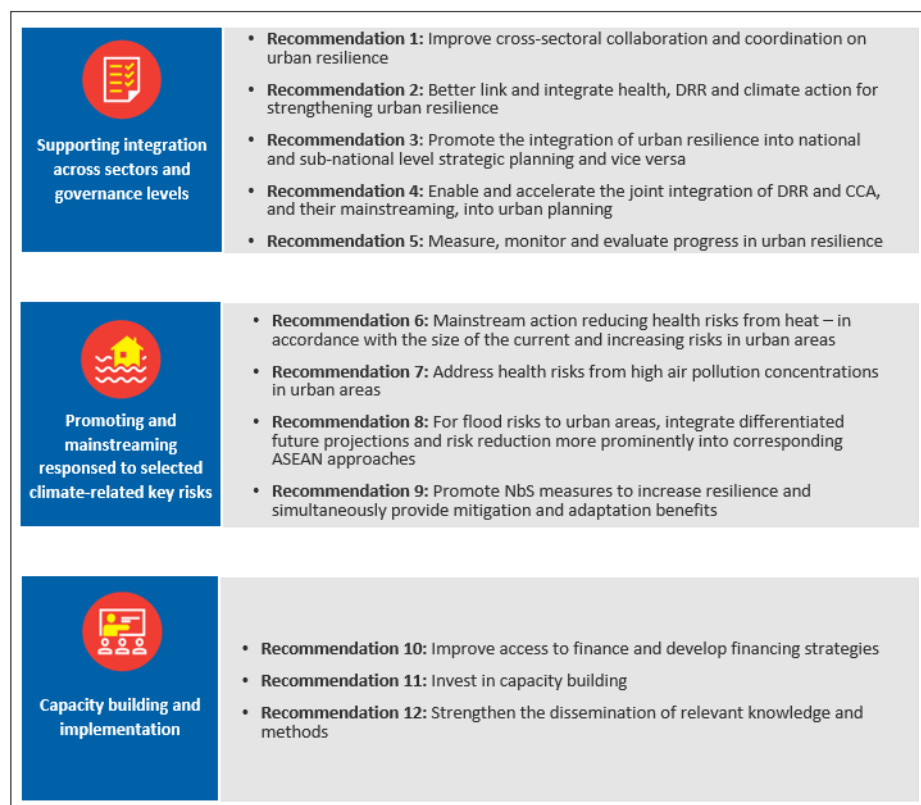 Supporting integration
across sectors and
governance levels
• Recommendation 1: Improve cross-sectoral collaboration and coordination on
urban resilience
• Recommendation 2: Better link and integrate health, DRR and climate action for
strengthening urban resilience
• Recommendation 3: Promote the integration of urban resilience into national
and sub-national level strategic planning and vice versa
• Recommendation 4: Enable and accelerate the joint integration of DRR and CCA,
and their mainstreaming, into urban planning
• Recommendation 5: Measure, monitor and evaluate progress in urban resilience
Promoting and
mainstreaming
responsed to selected
climate-related key risks
• Recommendation 6: Mainstream action reducing health risks from heat – in
accordance with the size of the current and increasing risks in urban areas
• Recommendation 7: Address health risks from high air pollution concentrations
in urban areas
• Recommendation 8: For flood risks to urban areas, integrate differentiated
future projections and risk reduction more prominently into corresponding
ASEAN approaches
• Recommendation 9: Promote NbS measures to increase resilience and
simultaneously provide mitigation and adaptation benefits
Capacity building and
implementation
• Recommendation 10: Improve access to finance and develop financing strategies
• Recommendation 11: Invest in capacity building
• Recommendation 12: Strengthen the dissemination of relevant knowledge and
methods